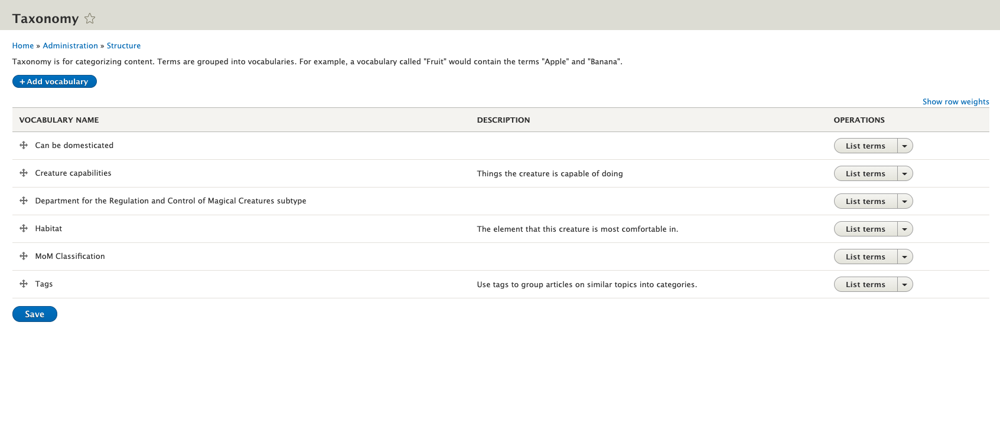 Taxonomy
Home » Administration » Structure
Taxonomy is for categorizing content. Terms are grouped into vocabularies. For example, a vocabulary called "Fruit" would contain the terms "Apple" and "Banana".
+ Add vocabulary
Show row weights
VOCABULARY NAME DESCRIPTION OPERATIONS
Can be domesticated List terms
Creature capabilities Things the creature is capable of doing List terms
Department for the Regulation and Control of Magical Creatures subtype List terms
Habitat The element that this creature is most comfortable in. List terms
MoM Classification List terms
Tags Use tags to group articles on similar topics into categories. List terms
Save